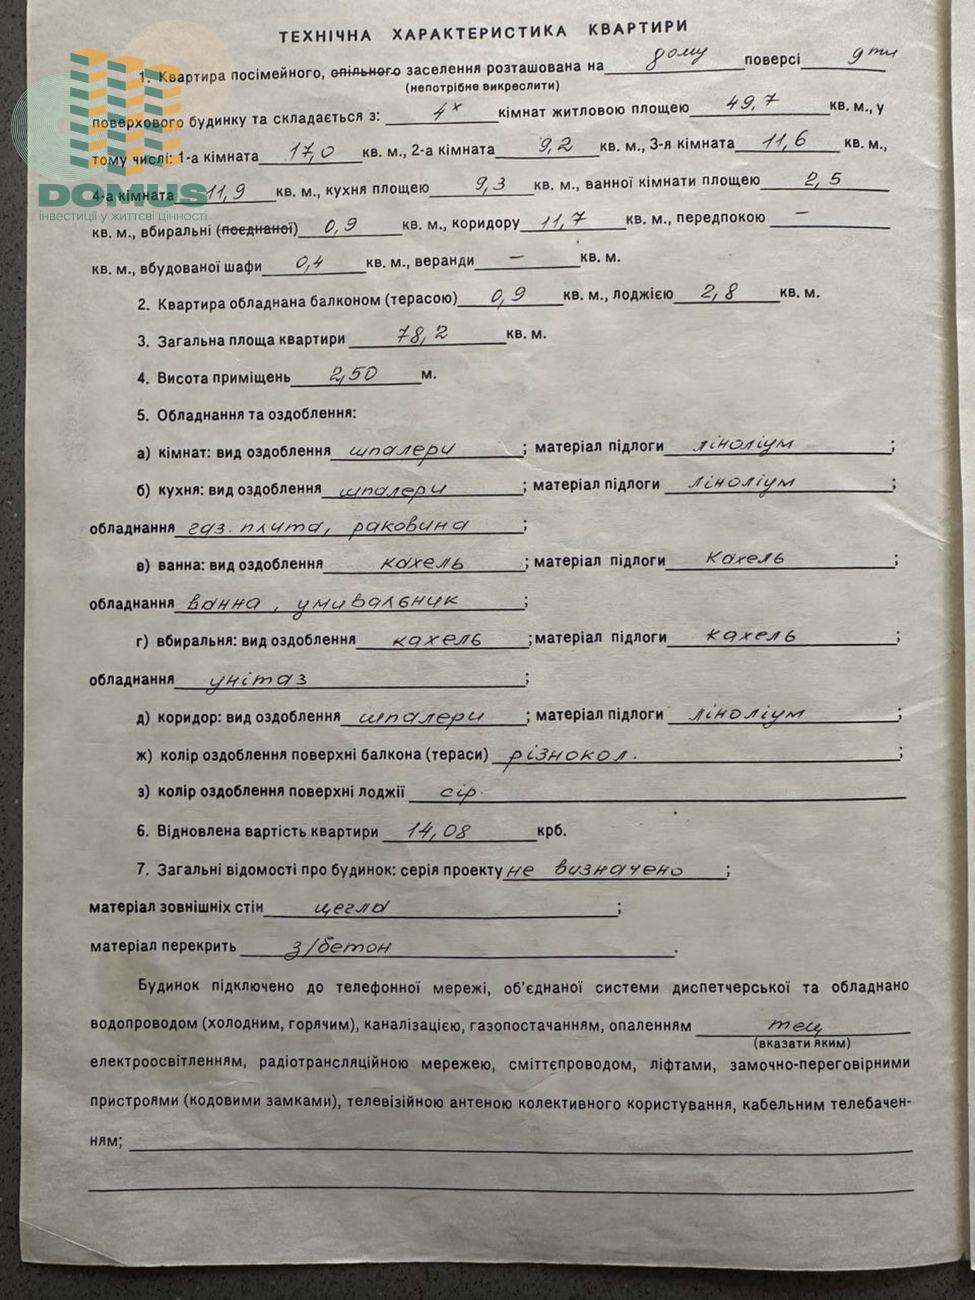 ТЕХНІЧНА ХАРАКТЕРИСТИКА КВАРТИРИ
1. Квартира посімейного, спільного заселення розташована на 8ому поверсі 9ти
(непотрібне викреслити)
поверхового будинку та складається з: 4х кімнат житловою площею 49,7 кв. м., у
тому числі: 1-а кімната 17,0 кв. м., 2-а кімната 9,2 кв. м., 3-я кімната 11,6 кв. м.,
4-а кімната 11,9 кв. м., кухня площею 9,3 кв. м., ванної кімнати площею 2,5
DOMUS
інвестиції у життєві цінності
кв. м., вбиральні (поєднаної) 0,9 кв. м., коридору 11,7 кв. м., передпокою —
кв. м., вбудованої шафи 0,4 кв. м., веранди — кв. м.
2. Квартира обладнана балконом (терасою) 0,9 кв. м., лоджією 2,8 кв. м.
3. Загальна площа квартири 78,2 кв. м.
4. Висота приміщень 2,50 м.
5. Обладнання та оздоблення:
а) кімнат: вид оздоблення шпалери; матеріал підлоги лінолίум;
б) кухня: вид оздоблення шпалери; матеріал підлоги лінолίум;
обладнання газ. плита, раковина;
в) ванна: вид оздоблення кахель; матеріал підлоги кахель;
обладнання ванна, умивальник;
г) вбиральня: вид оздоблення кахель; матеріал підлоги кахель;
обладнання унітаз;
д) коридор: вид оздоблення шпалери; матеріал підлоги лінолίум;
ж) колір оздоблення поверхні балкона (тераси) різнокол.;
з) колір оздоблення поверхні лоджії сір.
6. Відновлена вартість квартири 14,08 крб.
7. Загальні відомості про будинок: серія проекту не визначено;
матеріал зовнішніх стін цегла;
матеріал перекрить з/бетон.
Будинок підключено до телефонної мережі, об'єднаної системи диспетчерської та обладнано
водопроводом (холодним, горячим), каналізацією, газопостачанням, опаленням тец
(вказати яким)
електроосвітленням, радіотрансляційною мережею, сміттєпроводом, ліфтами, замочно-переговірними
пристроями (кодовими замками), телевізійною антеною колективного користування, кабельним телебачен-
ням;